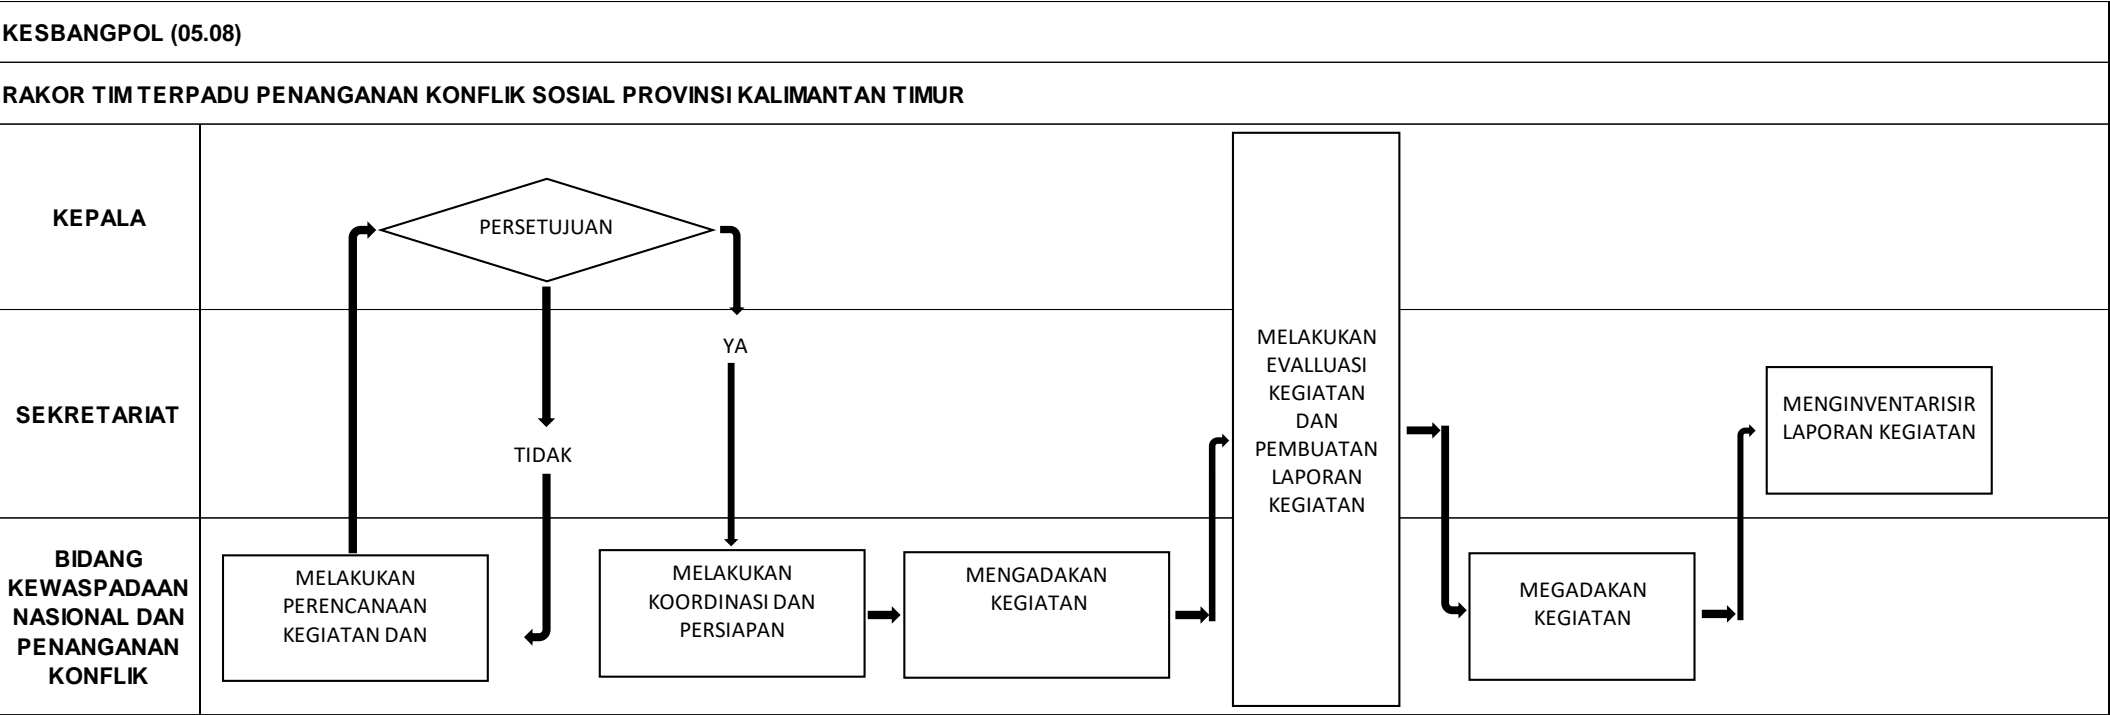 KESBANGPOL (05.08)
RAKOR TIM TERPADU PENANGANAN KONFLIK SOSIAL PROVINSI KALIMANTAN TIMUR
KEPALA
PERSETUJUAN
SEKRETARIAT
YA
TIDAK
MELAKUKAN
EVALLUASI
KEGIATAN
DAN
PEMBUATAN
LAPORAN
KEGIATAN
MENGINVENTARISIR
LAPORAN KEGIATAN
BIDANG
KEWASPADAAN
NASIONAL DAN
PENANGANAN
KONFLIK
MELAKUKAN
PERENCANAAN
KEGIATAN DAN
MELAKUKAN
KOORDINASI DAN
PERSIAPAN
MENGADAKAN
KEGIATAN
MEGADAKAN
KEGIATAN